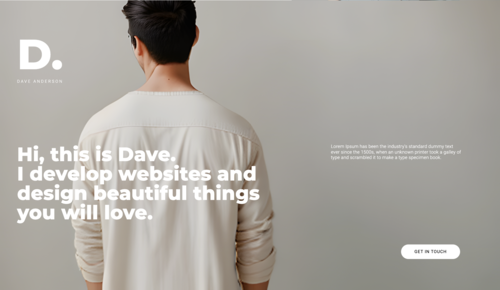 D.
DAVE ANDERSON
Hi, this is Dave.
I develop websites and
design beautiful things
you will love.
Lorem Ipsum has been the industry's standard dummy text
ever since the 1500s, when an unknown printer took a galley of
type and scrambled it to make a type specimen book.
GET IN TOUCH